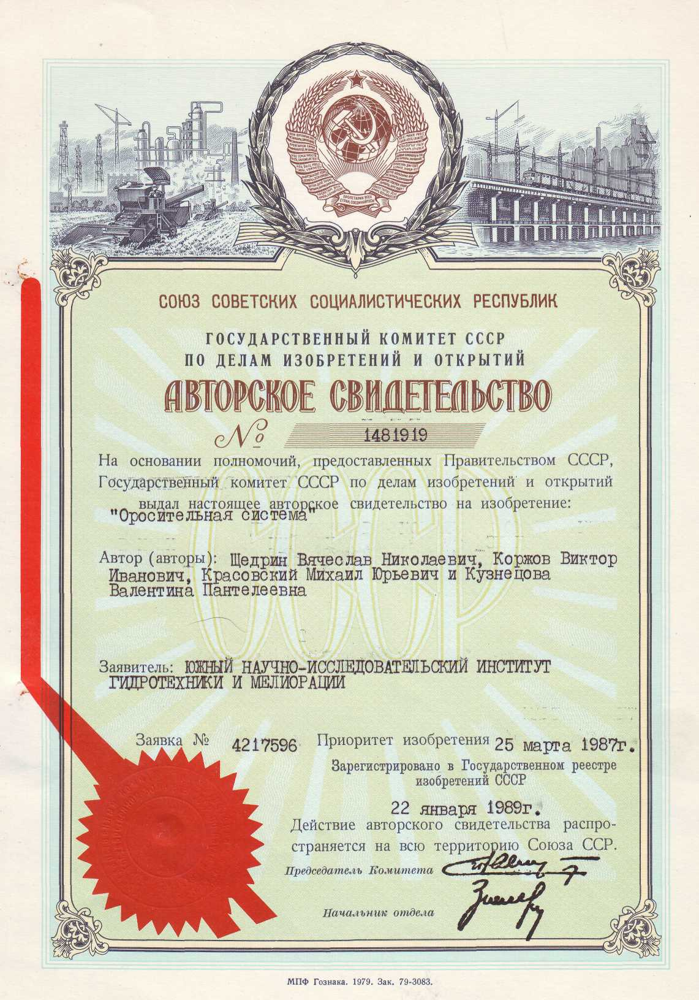 ПРОЛЕТАРИИ ВСЕХ
СТРАН, СОЕДИНЯЙТЕСЬ!
СОЮЗ СОВЕТСКИХ СОЦИАЛИСТИЧЕСКИХ РЕСПУБЛИК
ГОСУДАРСТВЕННЫЙ КОМИТЕТ СССР
ПО ДЕЛАМ ИЗОБРЕТЕНИЙ И ОТКРЫТИЙ
АВТОРСКОЕ СВИДЕТЕЛЬСТВО
№ 1481919
На основании полномочий, предоставленных Правительством СССР,
Государственный комитет СССР по делам изобретений и открытий
выдал настоящее авторское свидетельство на изобретение:
"Оросительная система"
Автор (авторы): Щедрин Вячеслав Николаевич, Коржов Виктор
Иванович, Красовский Михаил Юрьевич и Кузнецова
Валентина Пантелеевна
СССР
Заявитель: ЮЖНЫЙ НАУЧНО-ИССЛЕДОВАТЕЛЬСКИЙ ИНСТИТУТ
ГИДРОТЕХНИКИ И МЕЛИОРАЦИИ
Заявка № 4217596 Приоритет изобретения 25 марта 1987г.
Зарегистрировано в Государственном реестре
изобретений СССР
22 января 1989г.
Действие авторского свидетельства распро-
страняется на всю территорию Союза ССР.
Председатель Комитета
Начальник отдела
МПФ Гознака. 1979. Зак. 79-3083.